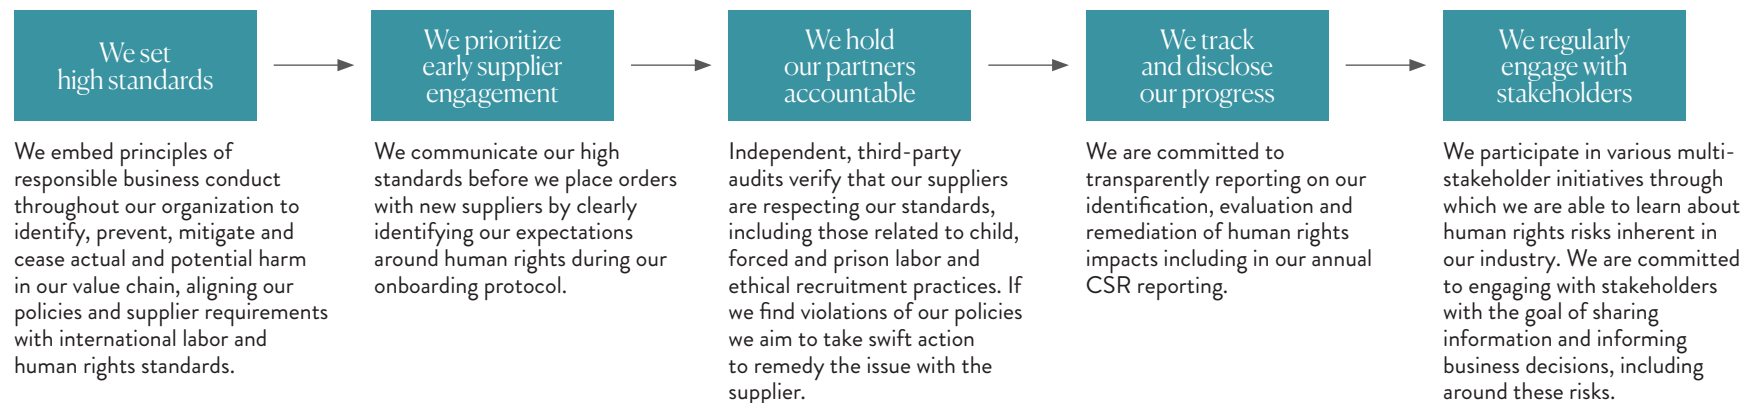 We set
high standards
We prioritize
early supplier
engagement
We hold
our partners
accountable
We track
and disclose
our progress
We regularly
engage with
stakeholders
We embed principles of
responsible business conduct
throughout our organization to
identify, prevent, mitigate and
cease actual and potential harm
in our value chain, aligning our
policies and supplier requirements
with international labor and
human rights standards.
We communicate our high
standards before we place orders
with new suppliers by clearly
identifying our expectations
around human rights during our
onboarding protocol.
Independent, third-party
audits verify that our suppliers
are respecting our standards,
including those related to child,
forced and prison labor and
ethical recruitment practices. If
we find violations of our policies
we aim to take swift action
to remedy the issue with the
supplier.
We are committed to
transparently reporting on our
identification, evaluation and
remediation of human rights
impacts including in our annual
CSR reporting.
We participate in various multi-
stakeholder initiatives through
which we are able to learn about
human rights risks inherent in
our industry. We are committed
to engaging with stakeholders
with the goal of sharing
information and informing
business decisions, including
around these risks.